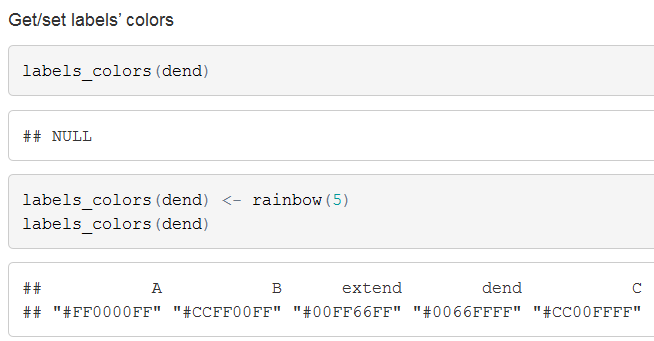 Get/set labels’ colors
labels_colors(dend)
## NULL
labels_colors(dend) <- rainbow(5)
labels_colors(dend)
##           A           B      extend        dend           C
## "#FF0000FF" "#CCFF00FF" "#00FF66FF" "#0066FFFF" "#CC00FFFF"